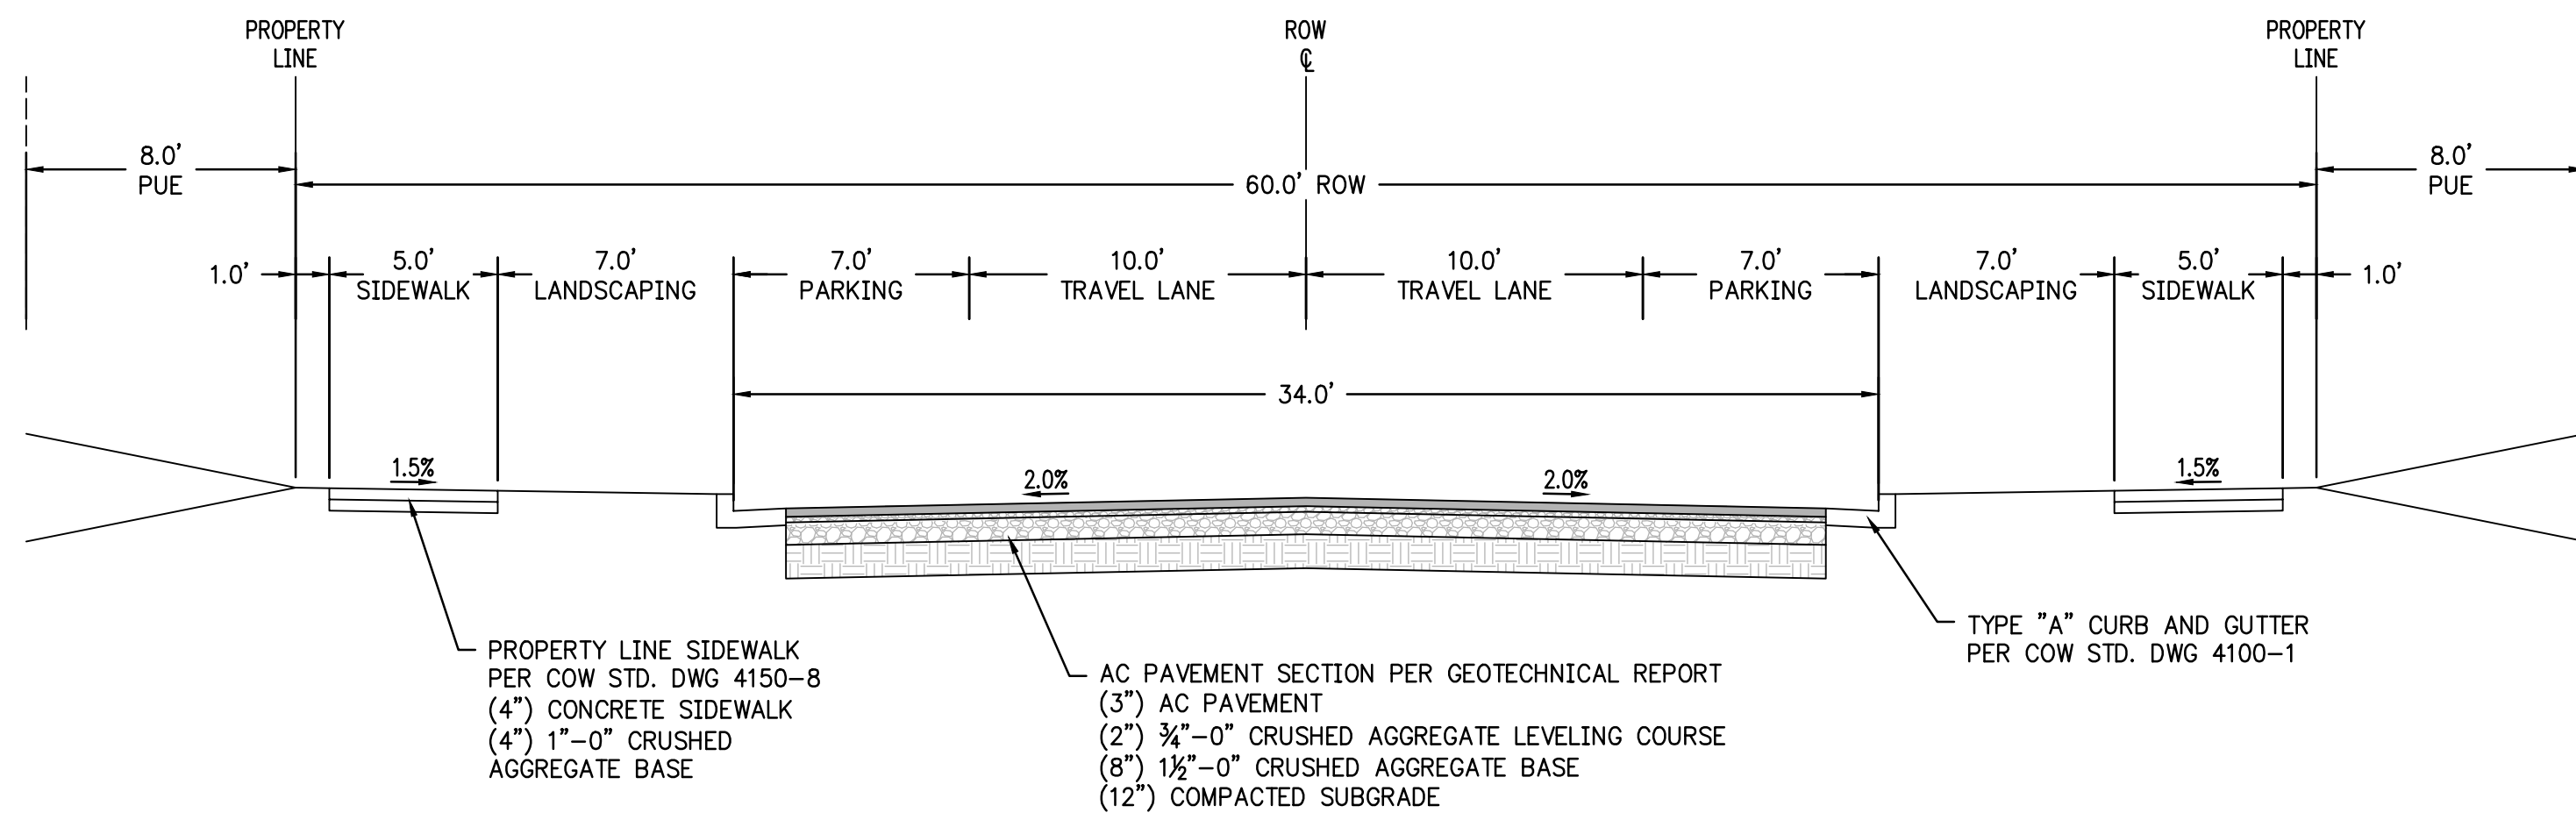 PROPERTY
LINE
ROW
℄
PROPERTY
LINE
8.0'
PUE
60.0' ROW
8.0'
PUE
1.0'
5.0'
SIDEWALK
7.0'
LANDSCAPING
7.0'
PARKING
10.0'
TRAVEL LANE
10.0'
TRAVEL LANE
7.0'
PARKING
7.0'
LANDSCAPING
5.0'
SIDEWALK
1.0'
34.0'
1.5%
2.0%
2.0%
1.5%
PROPERTY LINE SIDEWALK
PER COW STD. DWG 4150-8
(4") CONCRETE SIDEWALK
(4") 1"-0" CRUSHED
AGGREGATE BASE
AC PAVEMENT SECTION PER GEOTECHNICAL REPORT
(3") AC PAVEMENT
(2") ¾"-0" CRUSHED AGGREGATE LEVELING COURSE
(8") 1½"-0" CRUSHED AGGREGATE BASE
(12") COMPACTED SUBGRADE
TYPE "A" CURB AND GUTTER
PER COW STD. DWG 4100-1